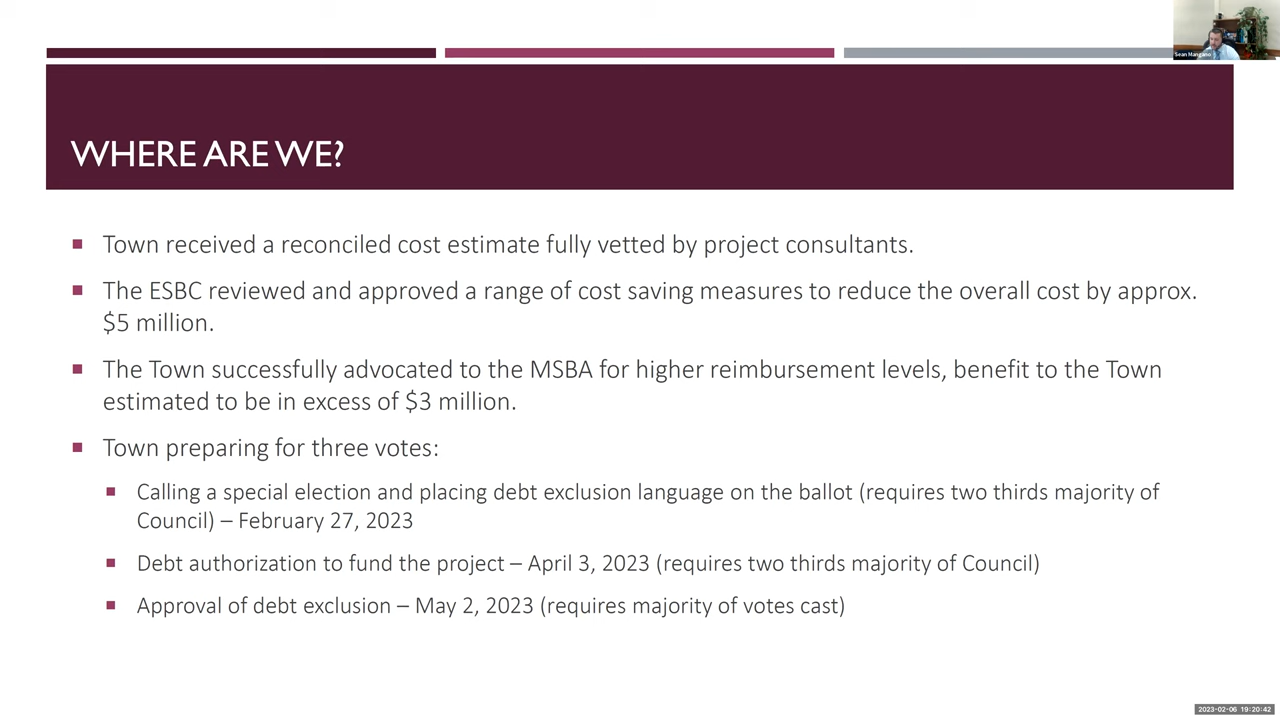 Sean Mangano
WHERE ARE WE?
Town received a reconciled cost estimate fully vetted by project consultants.
The ESBC reviewed and approved a range of cost saving measures to reduce the overall cost by approx.
$5 million.
The Town successfully advocated to the MSBA for higher reimbursement levels, benefit to the Town
estimated to be in excess of $3 million.
Town preparing for three votes:
Calling a special election and placing debt exclusion language on the ballot (requires two thirds majority of
Council) – February 27, 2023
Debt authorization to fund the project – April 3, 2023 (requires two thirds majority of Council)
Approval of debt exclusion – May 2, 2023 (requires majority of votes cast)
2023-02-06 19:20:42